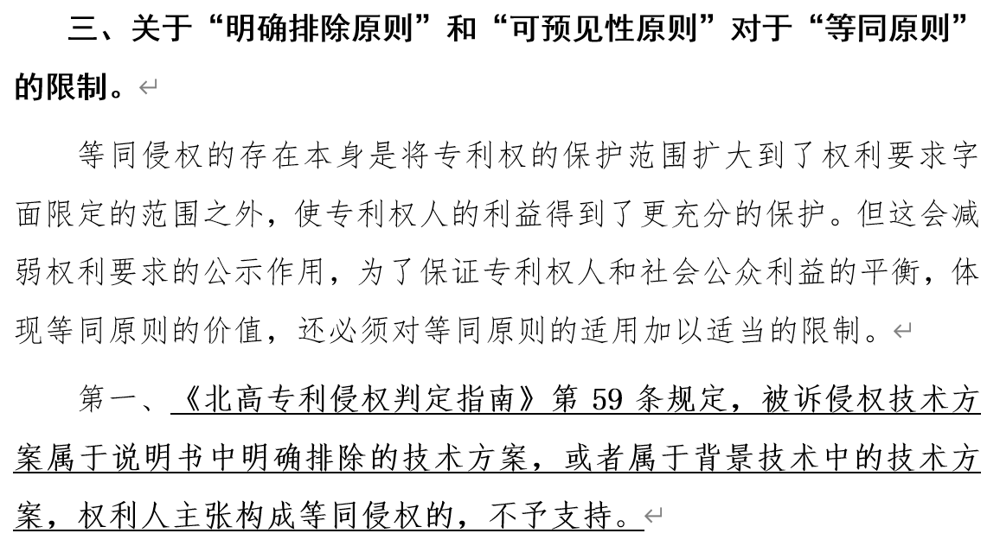 三、关于“明确排除原则”和“可预见性原则”对于“等同原则”
的限制。
等同侵权的存在本身是将专利权的保护范围扩大到了权利要求字
面限定的范围之外，使专利权人的利益得到了更充分的保护。但这会减
弱权利要求的公示作用，为了保证专利权人和社会公众利益的平衡，体
现等同原则的价值，还必须对等同原则的适用加以适当的限制。
第一、《北高专利侵权判定指南》第 59 条规定，被诉侵权技术方
案属于说明书中明确排除的技术方案，或者属于背景技术中的技术方
案，权利人主张构成等同侵权的，不予支持。